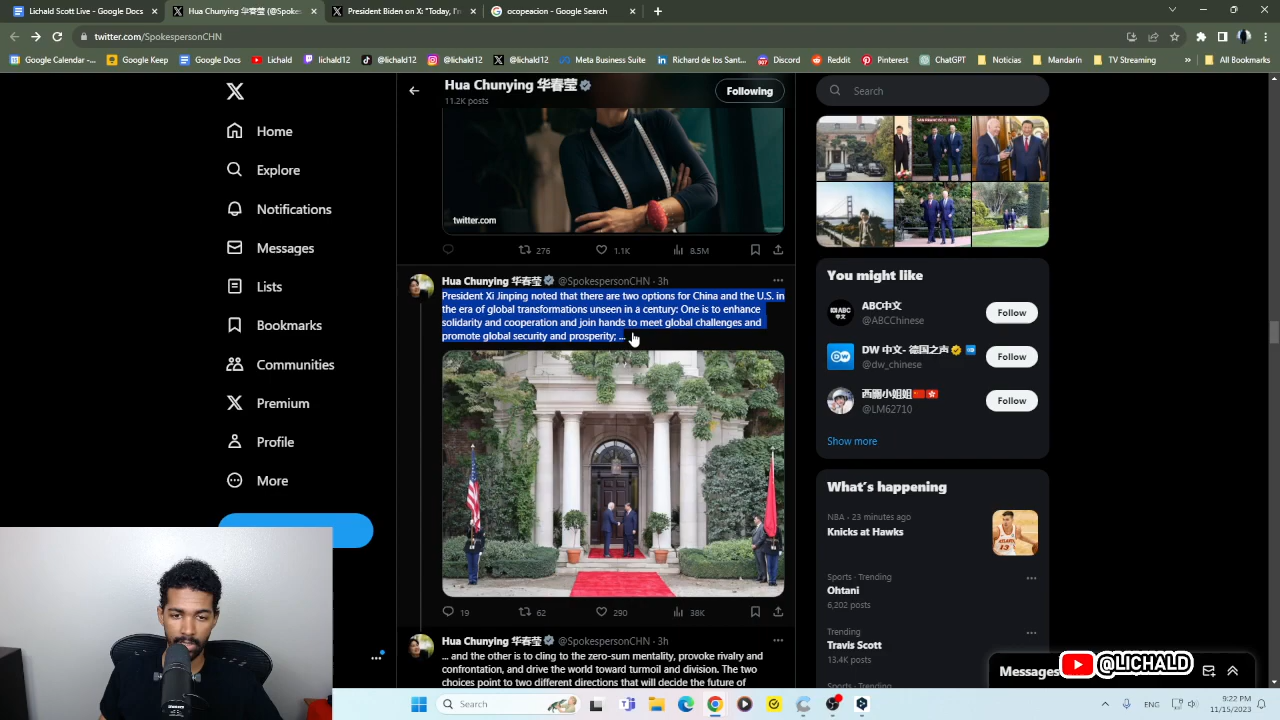 Lichald Scott Live - Google Docs
Hua Chunying 华春莹 (@Spokes
President Biden on X: "Today, I'r
ocopeacion - Google Search
twitter.com/SpokespersonCHN
Google Calendar -...
Google Keep
Google Docs
Lichald
lichald12
@lichald12
@lichald12
@lichald12
Meta Business Suite
Richard de los Sant...
Discord
Reddit
Pinterest
ChatGPT
Noticias
Mandarín
TV Streaming
»
All Bookmarks
Home
Explore
Notifications
Messages
Lists
Bookmarks
Communities
Premium
Profile
More
Hua Chunying 华春莹
11.2K posts
Following
twitter.com
276
1.1K
8.5M
Hua Chunying 华春莹 @SpokespersonCHN · 3h
President Xi Jinping noted that there are two options for China and the U.S. in
the era of global transformations unseen in a century: One is to enhance
solidarity and cooperation and join hands to meet global challenges and
promote global security and prosperity; ...
19
62
290
38K
Hua Chunying 华春莹 @SpokespersonCHN · 3h
... and the other is to cling to the zero-sum mentality, provoke rivalry and
confrontation, and drive the world toward turmoil and division. The two
choices point to two different directions that will decide the future of
Search
SAN FRANCISCO 2023
You might like
ABC中文
@ABCChinese
Follow
DW 中文- 德国之声
@dw_chinese
Follow
西丽小姐姐
@LM62710
Follow
Show more
What's happening
NBA · 23 minutes ago
Knicks at Hawks
Sports · Trending
Ohtani
6,202 posts
Trending
Travis Scott
13.4K posts
Sports · Trending
Messages
@LICHALD
Search
ENG
9:22 PM
11/15/2023